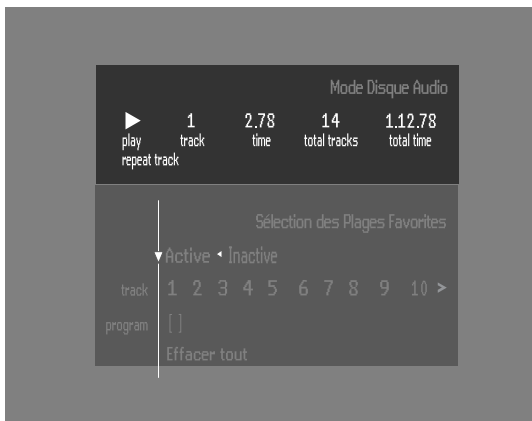 Mode Disque Audio
1 2.78 14 1.12.78
play track time total tracks total time
repeat track
Sélection des Plages Favorites
Active Inactive
track 1 2 3 4 5 6 7 8 9 10 >
program [ ]
Effacer tout